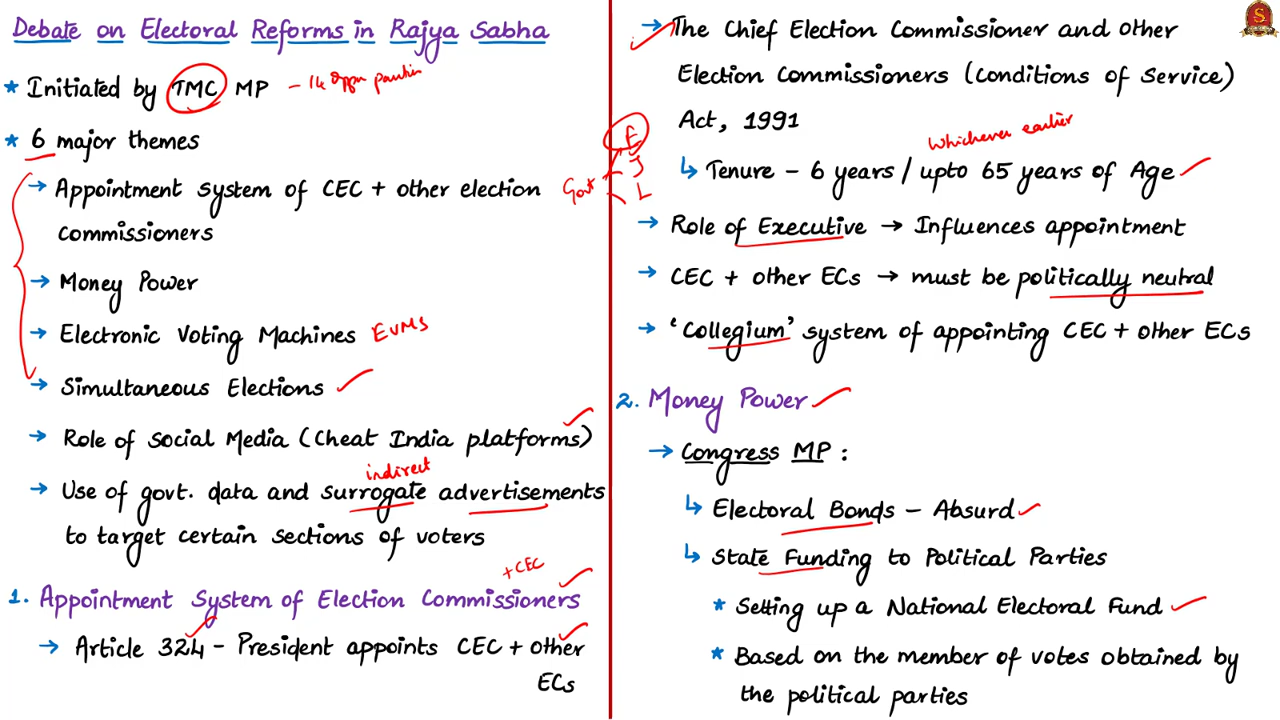 Debate on Electoral Reforms in Rajya Sabha
* Initiated by TMC MP - 14 oppn parties
* 6 major themes
→ Appointment system of CEC + other election
commissioners
→ Money Power
→ Electronic Voting Machines EVMS
→ Simultaneous Elections ✓
→ Role of Social Media (Cheat India platforms)
indirect
→ Use of govt. data and surrogate advertisements
to target certain sections of voters
+CEC
1. Appointment System of Election Commissioners
→ Article 324 - President appoints CEC + other
ECs
→ The Chief Election Commissioner and other
Election Commissioners (Conditions of Service)
Act, 1991
Whichever earlier
↳ Tenure - 6 years / upto 65 years of Age ✓
Govt
E
J
L
→ Role of Executive → Influences appointment
→ CEC + other ECs → must be politically neutral
→ 'Collegium' system of appointing CEC + other ECs
2. Money Power ✓
→ Congress MP :
↳ Electoral Bonds - Absurd ✓
↳ State Funding to Political Parties
* Setting up a National Electoral Fund ✓
* Based on the member of votes obtained by
the political parties
S